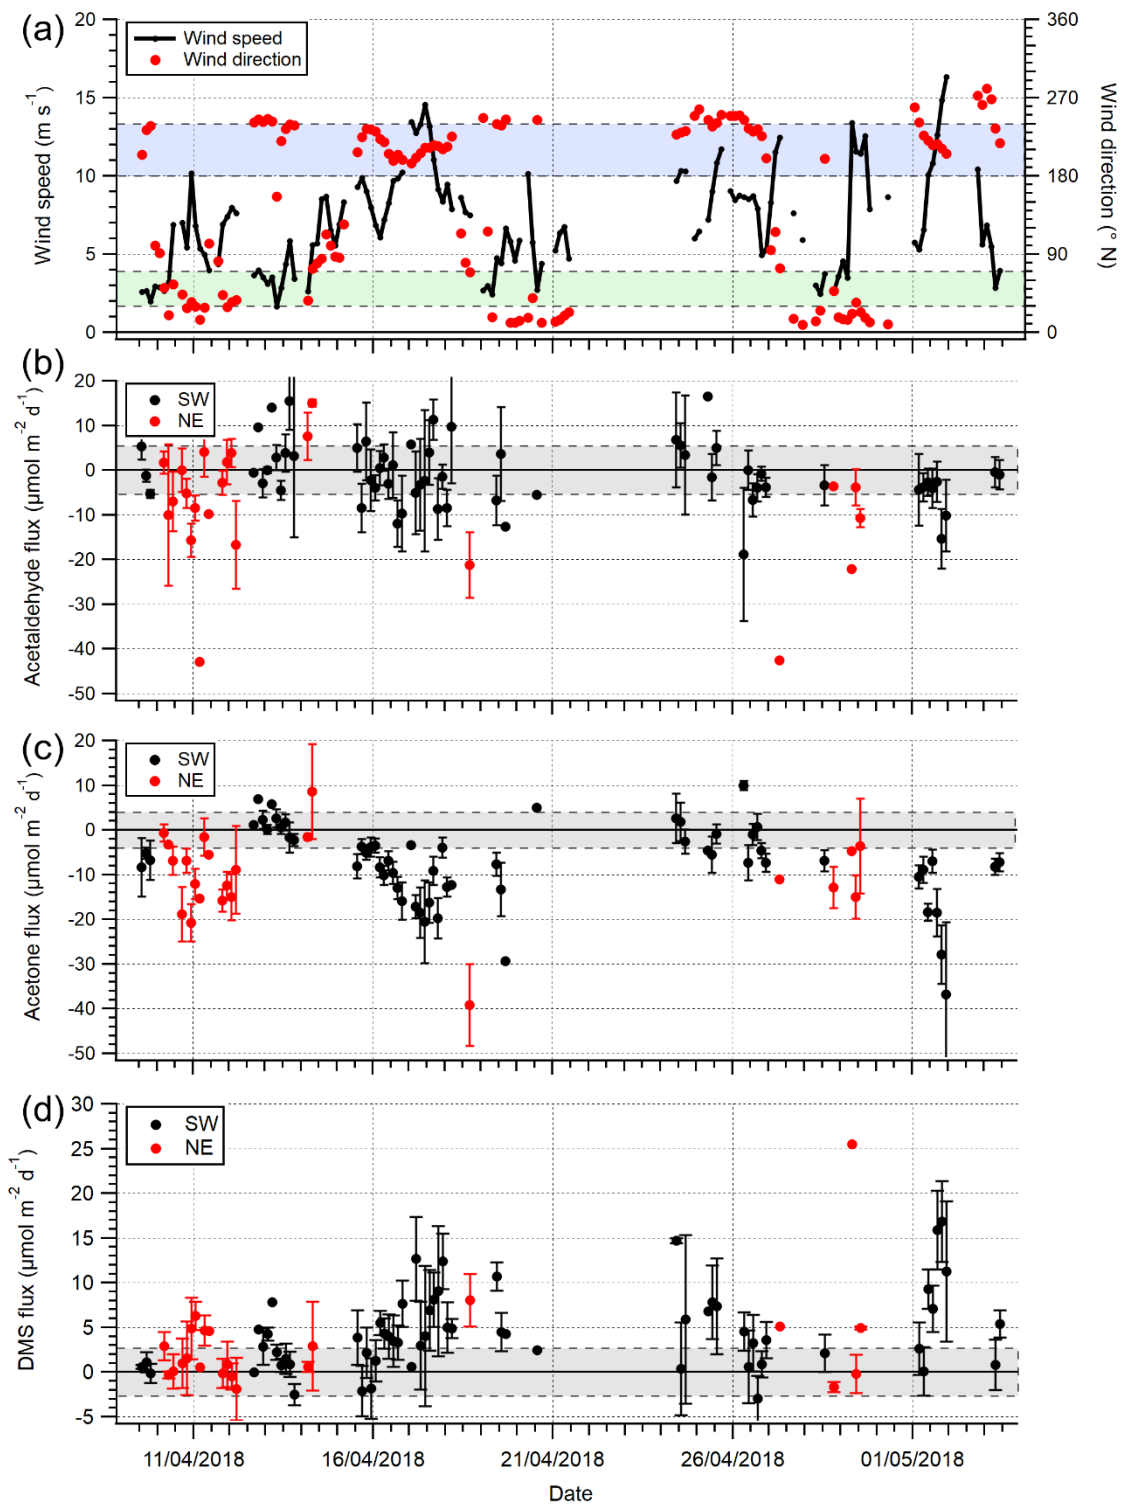 (a)
Wind speed
Wind direction
20
15
10
5
0
Wind speed (m s⁻¹)
360
270
180
90
0
Wind direction (° N)
(b)
SW
NE
20
10
0
-10
-20
-30
-40
-50
Acetaldehyde flux (µmol m⁻² d⁻¹)
(c)
SW
NE
20
10
0
-10
-20
-30
-40
-50
Acetone flux (µmol m⁻² d⁻¹)
(d)
SW
NE
30
25
20
15
10
5
0
-5
DMS flux (µmol m⁻² d⁻¹)
11/04/2018 16/04/2018 21/04/2018 26/04/2018 01/05/2018
Date